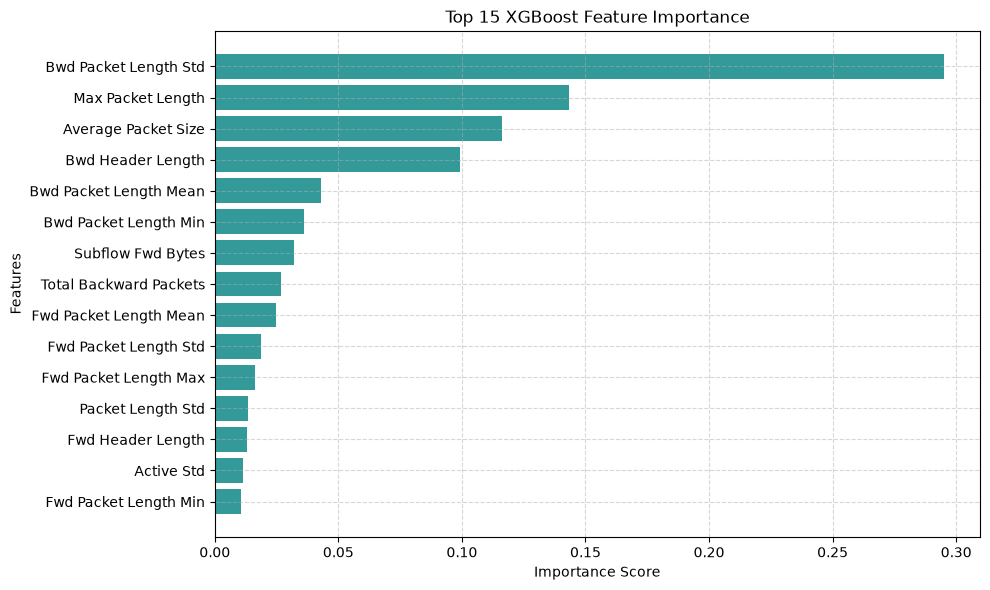 Top 15 XGBoost Feature Importance
Features
Bwd Packet Length Std
Max Packet Length
Average Packet Size
Bwd Header Length
Bwd Packet Length Mean
Bwd Packet Length Min
Subflow Fwd Bytes
Total Backward Packets
Fwd Packet Length Mean
Fwd Packet Length Std
Fwd Packet Length Max
Packet Length Std
Fwd Header Length
Active Std
Fwd Packet Length Min
0.00 0.05 0.10 0.15 0.20 0.25 0.30
Importance Score